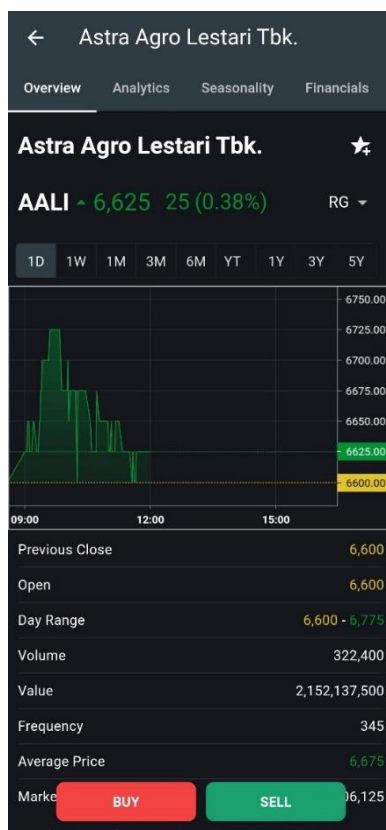 Astra Agro Lestari Tbk.
Overview Analytics Seasonality Financials
Astra Agro Lestari Tbk.
AALI 6,625 25 (0.38%) RG
1D 1W 1M 3M 6M YT 1Y 3Y 5Y
6750.00
6725.00
6700.00
6675.00
6650.00
6625.00
6600.00
09:00 12:00 15:00
Previous Close 6,600
Open 6,600
Day Range 6,600 - 6,775
Volume 322,400
Value 2,152,137,500
Frequency 345
Average Price 6,675
Marke BUY SELL 06,125